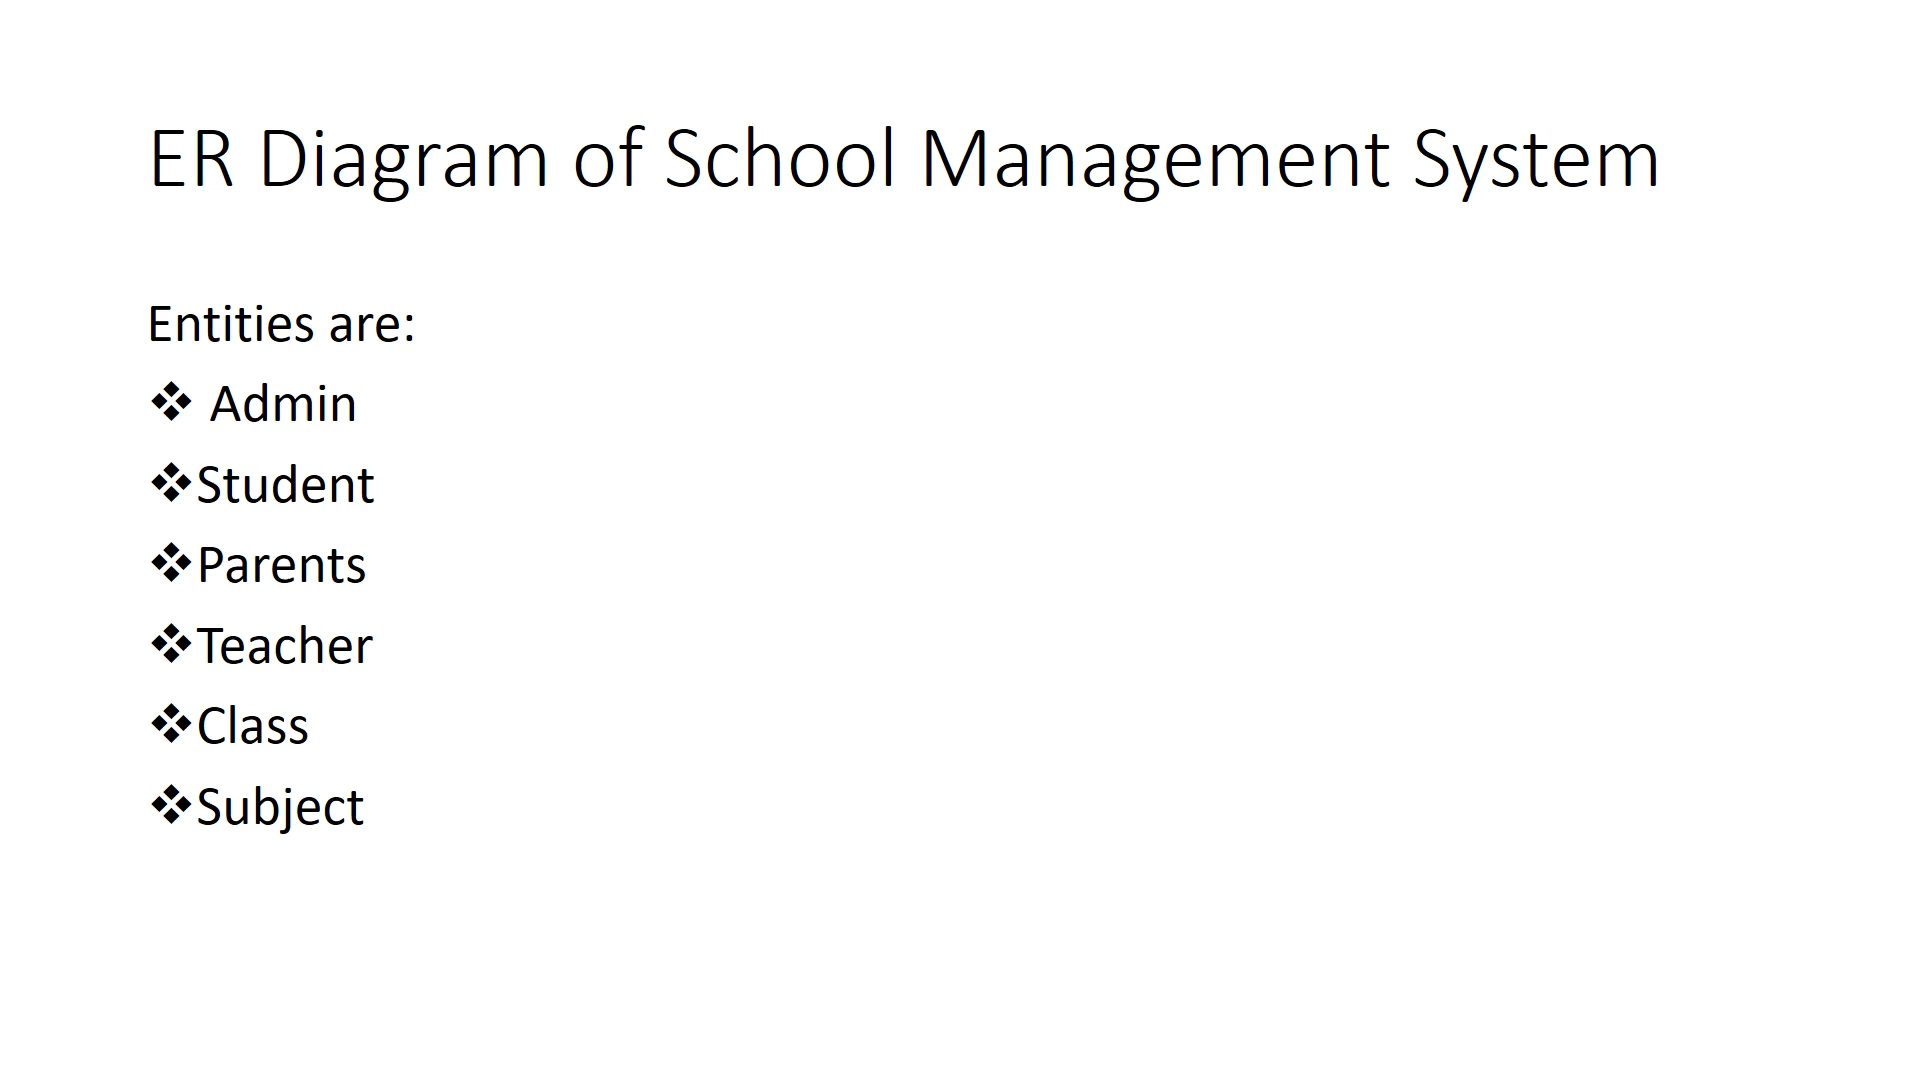 ER Diagram of School Management System
Entities are:
❖ Admin
❖Student
❖Parents
❖Teacher
❖Class
❖Subject